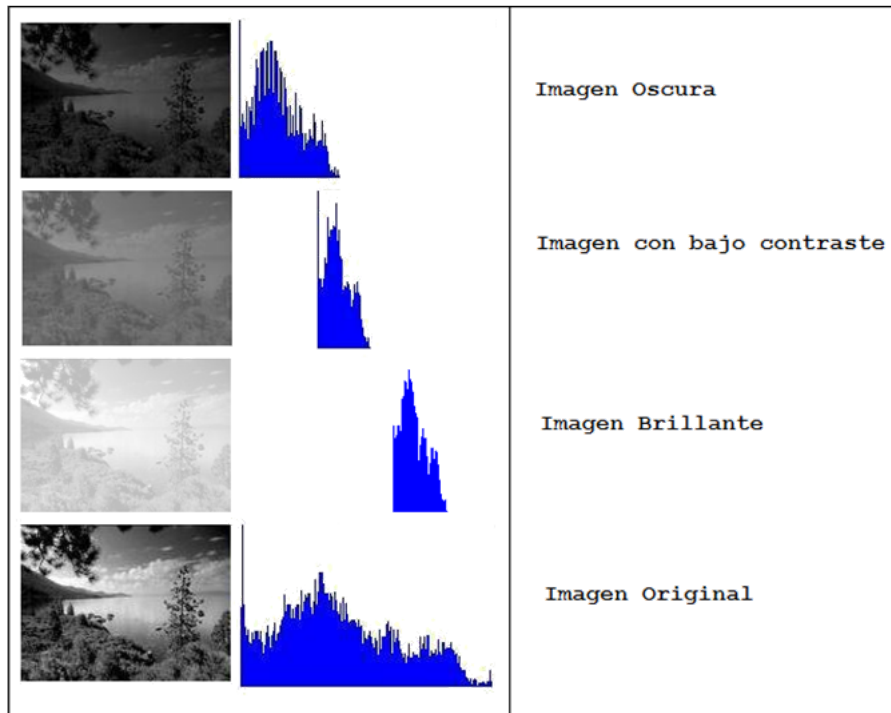 Imagen Oscura
Imagen con bajo contraste
Imagen Brillante
Imagen Original